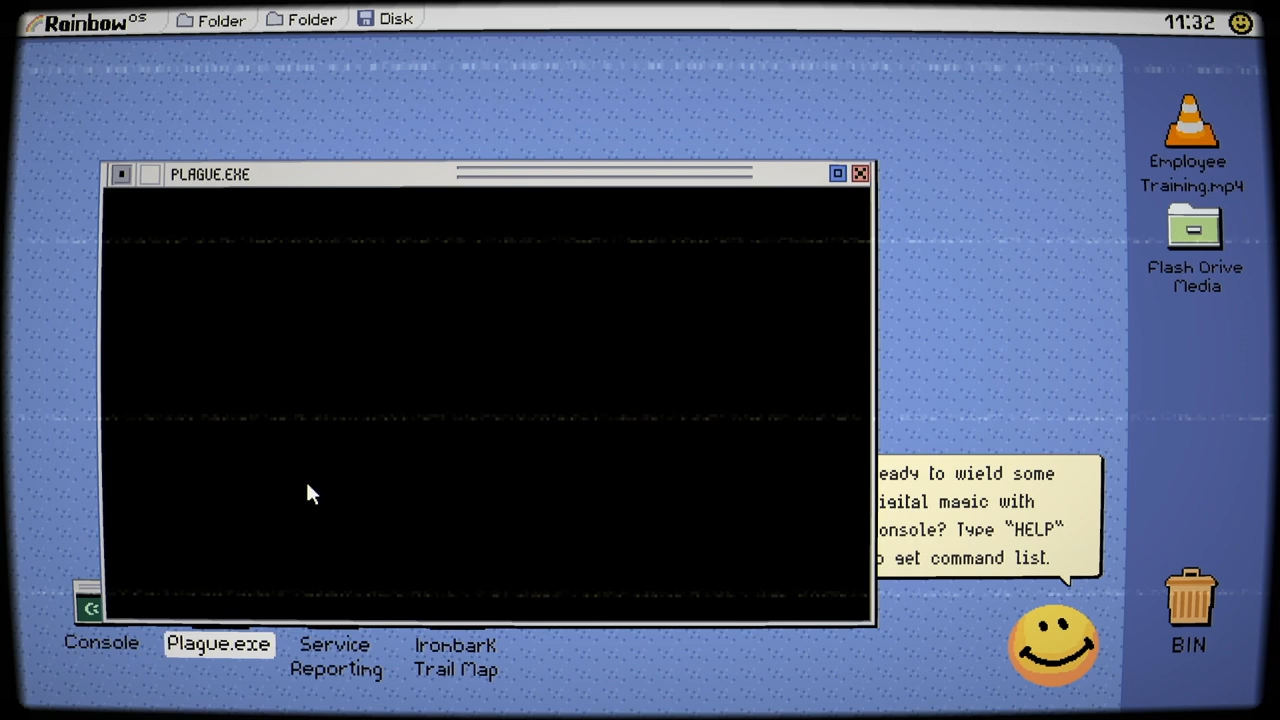 Rainbow OS
Folder
Folder
Disk
11:32
PLAGUE.EXE
Employee
Training.mp4
Flash Drive
Media
eady to wield some
igital magic with
onsole? Type "HELP"
o get command list.
Console
Plague.exe
Service
Reporting
Ironbark
Trail Map
BIN